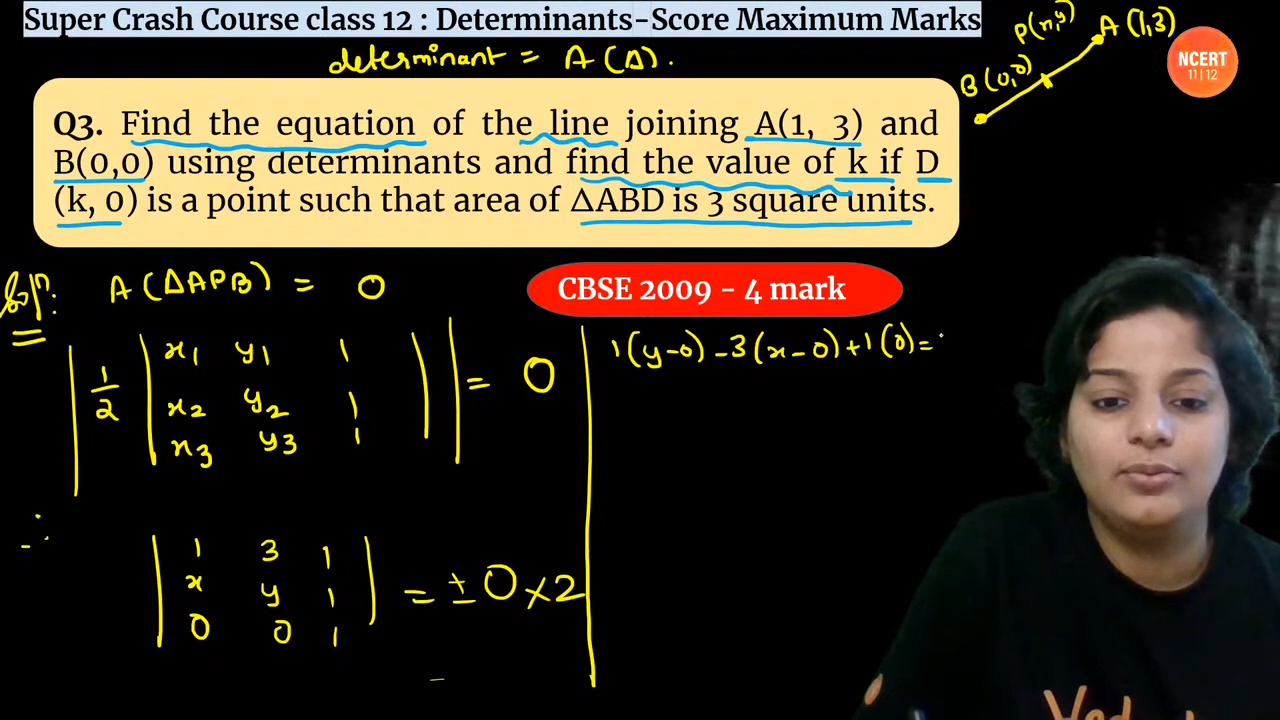 Super Crash Course class 12 : Determinants-Score Maximum Marks
determinant = A (Δ).
P(x,y)
A (1,3)
B (0,0)
NCERT
11 | 12
Q3. Find the equation of the line joining A(1, 3) and
B(0,0) using determinants and find the value of k if D
(k, 0) is a point such that area of ΔABD is 3 square units.
Solⁿ: A (ΔAPB) = 0
CBSE 2009 - 4 mark
| 1/2 | x₁ y₁ 1
x₂ y₂ 1
x₃ y₃ 1 | | = 0
∴ | 1 3 1
x y 1
0 0 1 | = ± 0 × 2
1(y-0) -3(x-0)+1(0)=